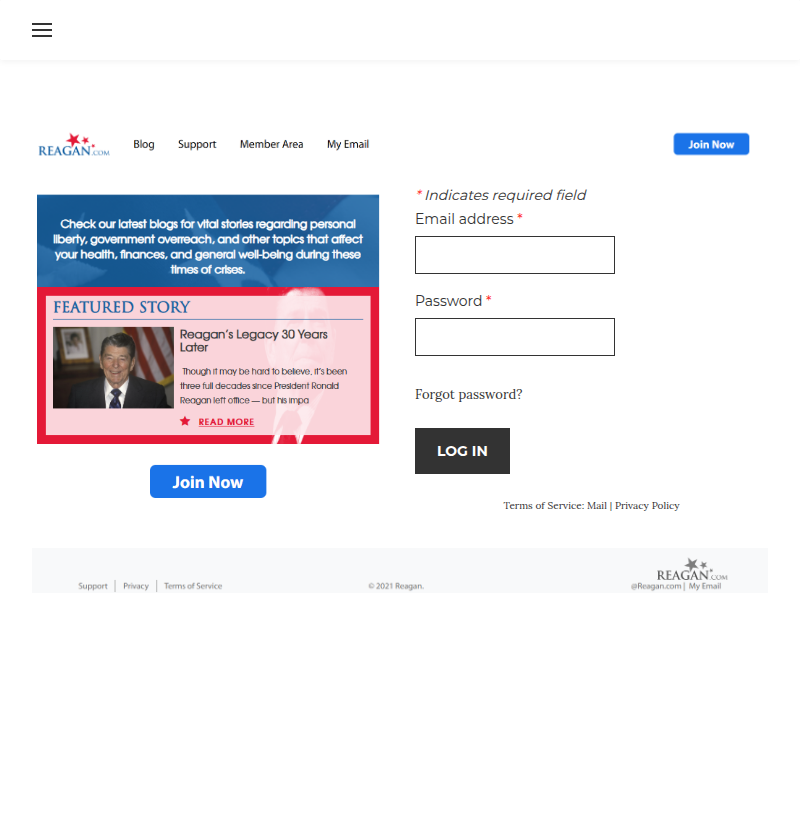 REAGAN.COM
Blog
Support
Member Area
My Email
Join Now
Check our latest blogs for vital stories regarding personal
liberty, government overreach, and other topics that affect
your health, finances, and general well-being during these
times of crises.
FEATURED STORY
Reagan's Legacy 30 Years
Later
Though it may be hard to believe, it's been
three full decades since President Ronald
Reagan left office — but his impa
READ MORE
Join Now
* Indicates required field
Email address *
Password *
Forgot password?
LOG IN
Terms of Service: Mail | Privacy Policy
Support | Privacy | Terms of Service
© 2021 Reagan.
REAGAN.COM
@Reagan.com | My Email